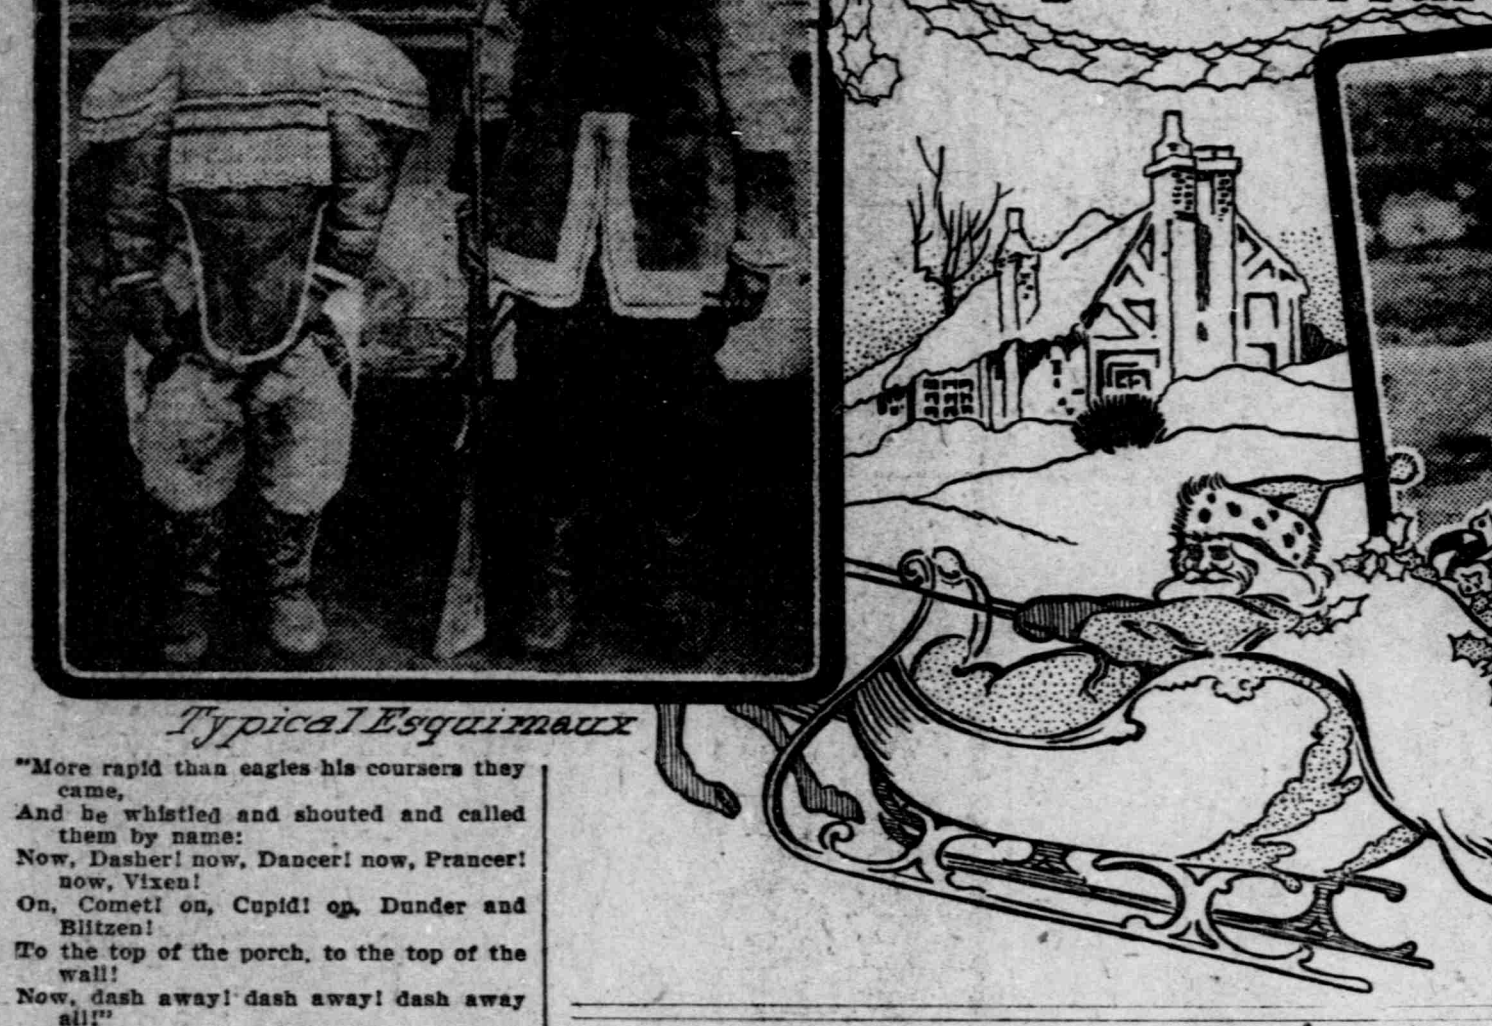 Typical Esquimaux
"More rapid than eagles his coursers they
came,
And he whistled and shouted and called
them by name:
Now, Dasher! now, Dancer! now, Prancer!
now, Vixen!
On, Comet! on, Cupid! on, Dunder and
Blitzen!
To the top of the porch, to the top of the
wall!
Now, dash away! dash away! dash away
all!"